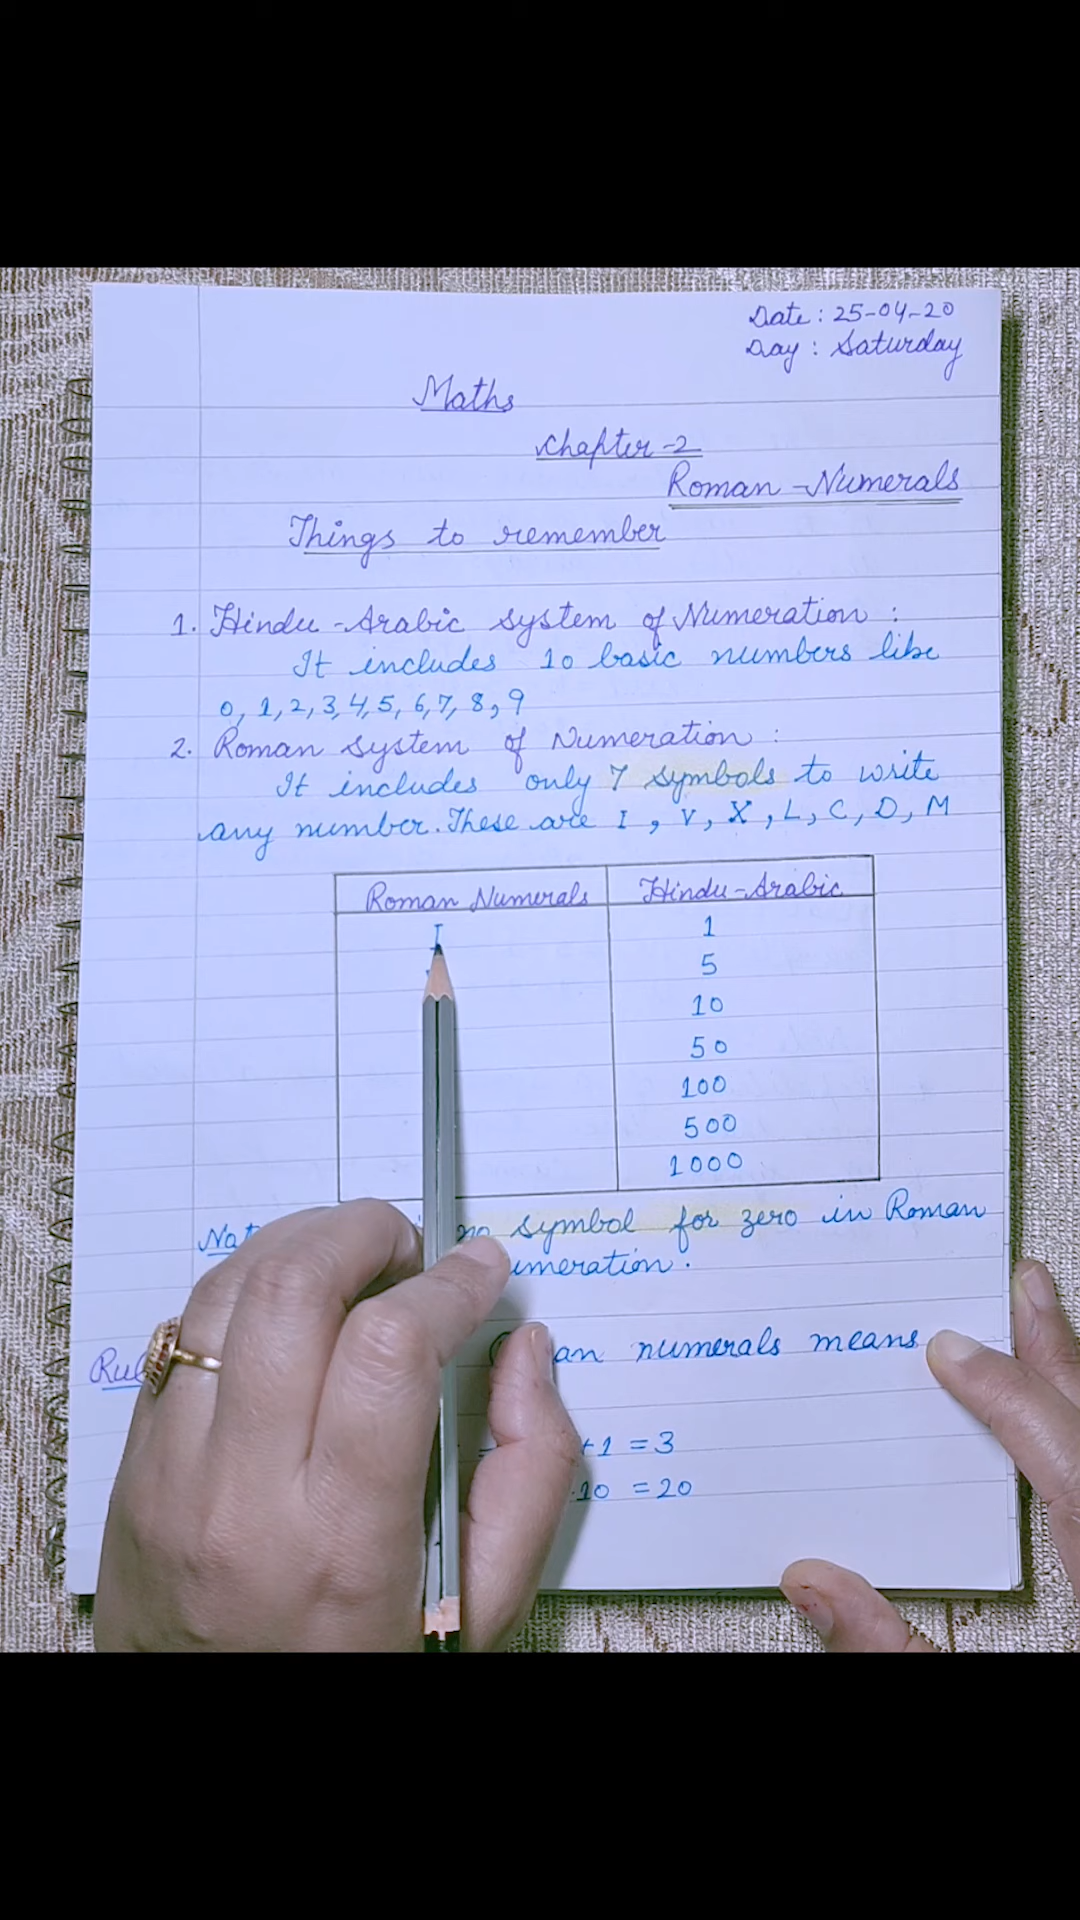 Date : 25-04-20
Day : Saturday
Maths
Chapter-2
Roman-Numerals
Things to remember
1. Hindu-Arabic system of Numeration :
It includes 10 basic numbers like
0, 1, 2, 3, 4, 5, 6, 7, 8, 9
2. Roman system of Numeration :
It includes only 7 symbols to write
any number. These are I, V, X, L, C, D, M
Roman Numerals Hindu-Arabic
I 1
5
10
50
100
500
1000
no symbol for zero in Roman
numerals means
+1 = 3
10 = 20